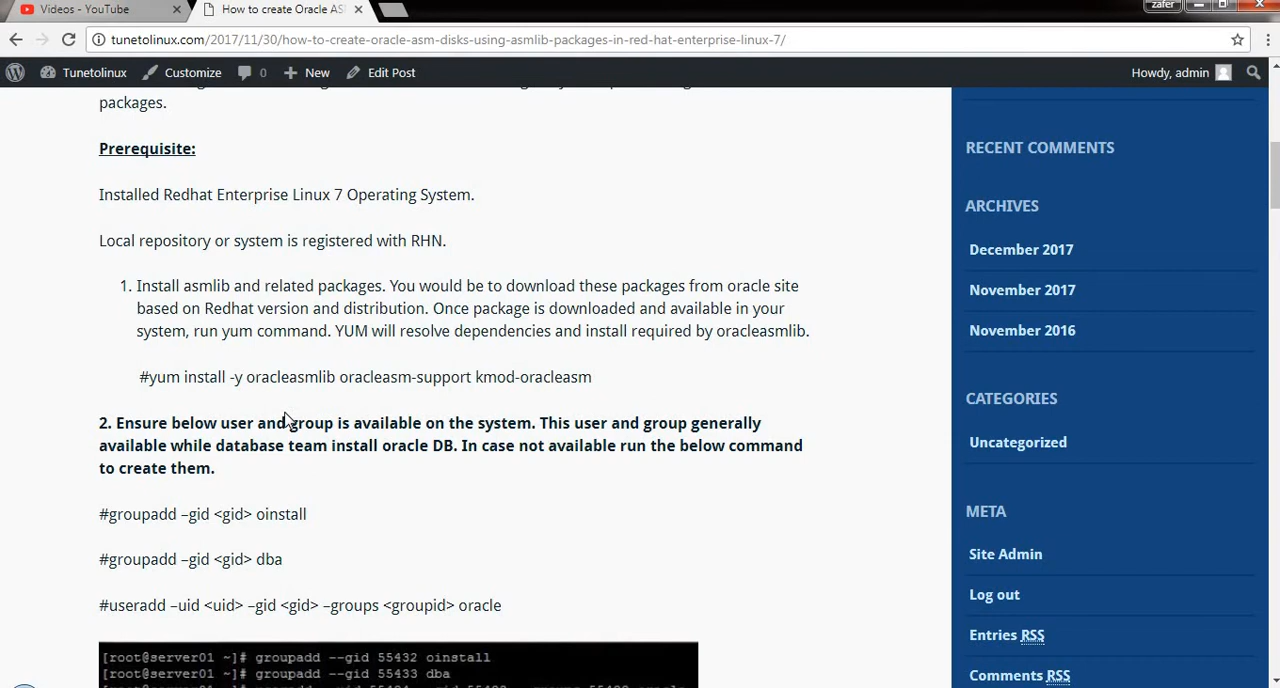 Videos - YouTube
How to create Oracle AS
zafer
tunetolinux.com/2017/11/30/how-to-create-oracle-asm-disks-using-asmlib-packages-in-red-hat-enterprise-linux-7/
Tunetolinux
Customize
0
New
Edit Post
Howdy, admin
packages.
Prerequisite:
Installed Redhat Enterprise Linux 7 Operating System.
Local repository or system is registered with RHN.
1. Install asmlib and related packages. You would be to download these packages from oracle site
based on Redhat version and distribution. Once package is downloaded and available in your
system, run yum command. YUM will resolve dependencies and install required by oracleasmlib.
#yum install -y oracleasmlib oracleasm-support kmod-oracleasm
2. Ensure below user and group is available on the system. This user and group generally
available while database team install oracle DB. In case not available run the below command
to create them.
#groupadd –gid <gid> oinstall
#groupadd –gid <gid> dba
#useradd –uid <uid> –gid <gid> –groups <groupid> oracle
[root@server01 ~]# groupadd --gid 55432 oinstall
[root@server01 ~]# groupadd --gid 55433 dba
RECENT COMMENTS
ARCHIVES
December 2017
November 2017
November 2016
CATEGORIES
Uncategorized
META
Site Admin
Log out
Entries RSS
Comments RSS